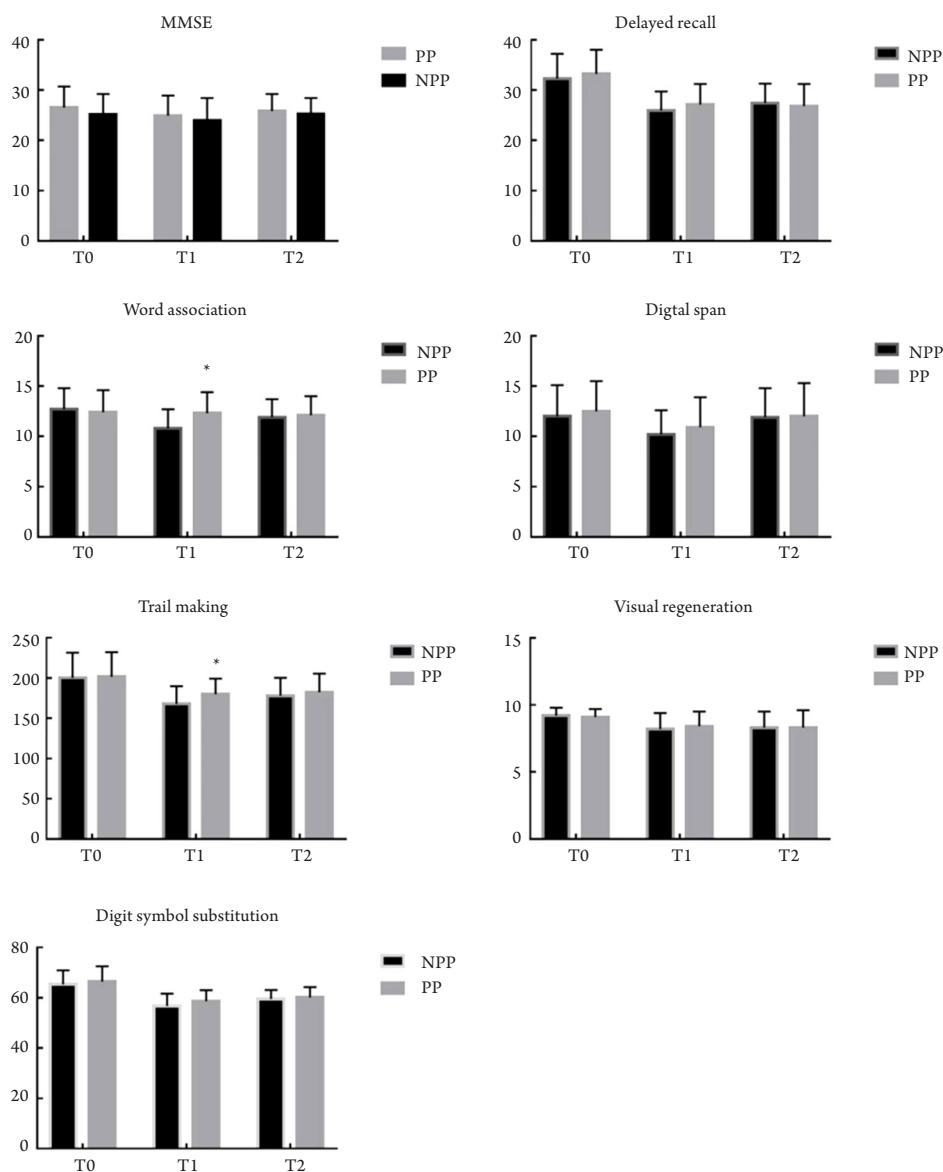 MMSE
40
30
20
10
0
T0 T1 T2
PP
NPP
Delayed recall
40
30
20
10
0
T0 T1 T2
NPP
PP
Word association
20
15
10
5
0
*
T0 T1 T2
NPP
PP
Digtal span
20
15
10
5
0
T0 T1 T2
NPP
PP
Trail making
250
200
150
100
50
0
*
T0 T1 T2
NPP
PP
Visual regeneration
15
10
5
0
T0 T1 T2
NPP
PP
Digit symbol substitution
80
60
40
20
0
T0 T1 T2
NPP
PP